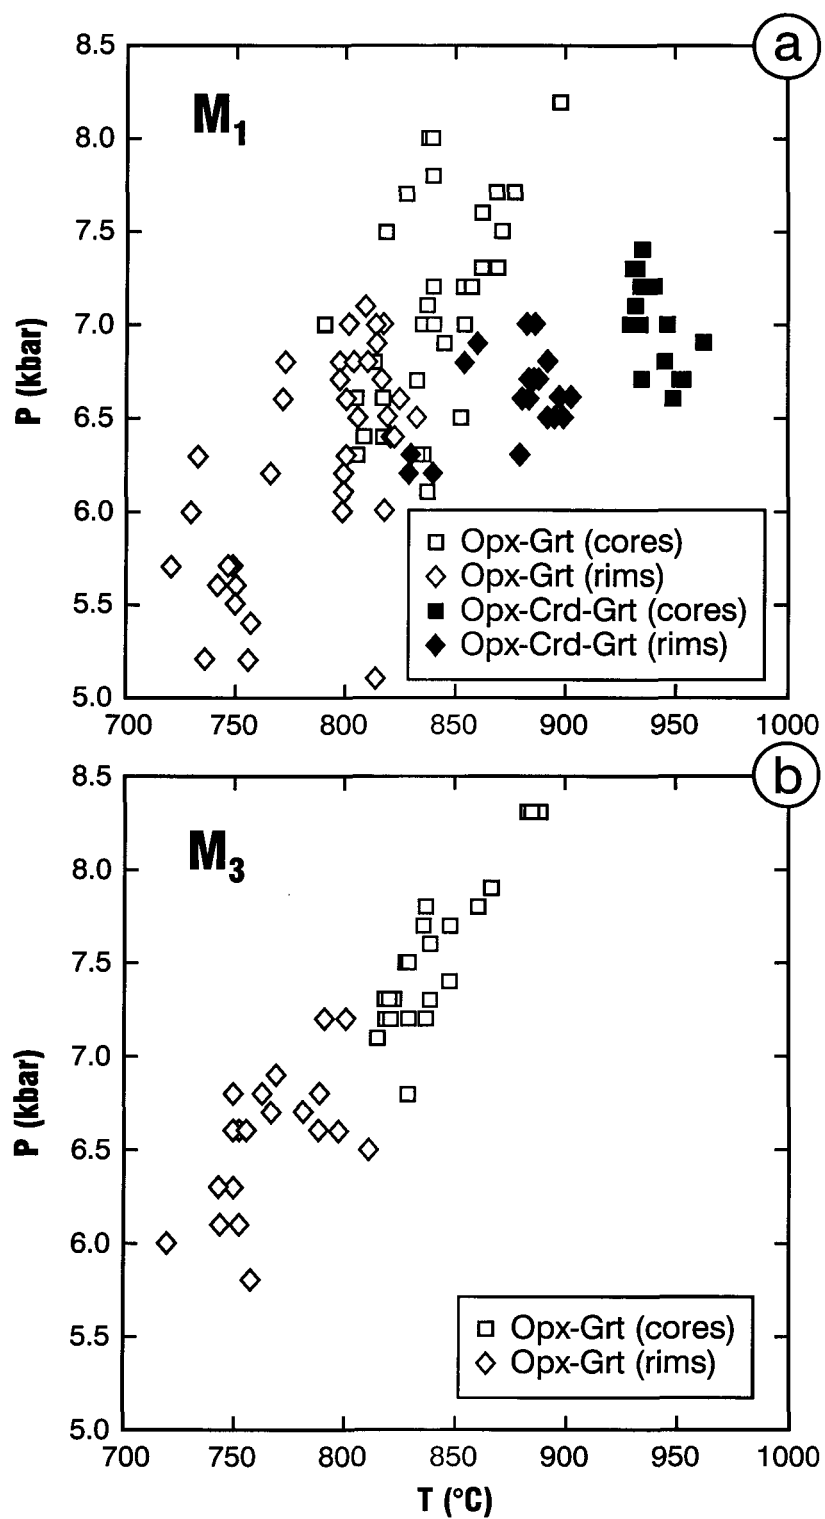 a
M1
8.5
8.0
7.5
7.0
6.5
6.0
5.5
5.0
P (kbar)
Opx-Grt (cores)
Opx-Grt (rims)
Opx-Crd-Grt (cores)
Opx-Crd-Grt (rims)
700 750 800 850 900 950 1000
b
M3
8.5
8.0
7.5
7.0
6.5
6.0
5.5
5.0
P (kbar)
Opx-Grt (cores)
Opx-Grt (rims)
700 750 800 850 900 950 1000
T (°C)